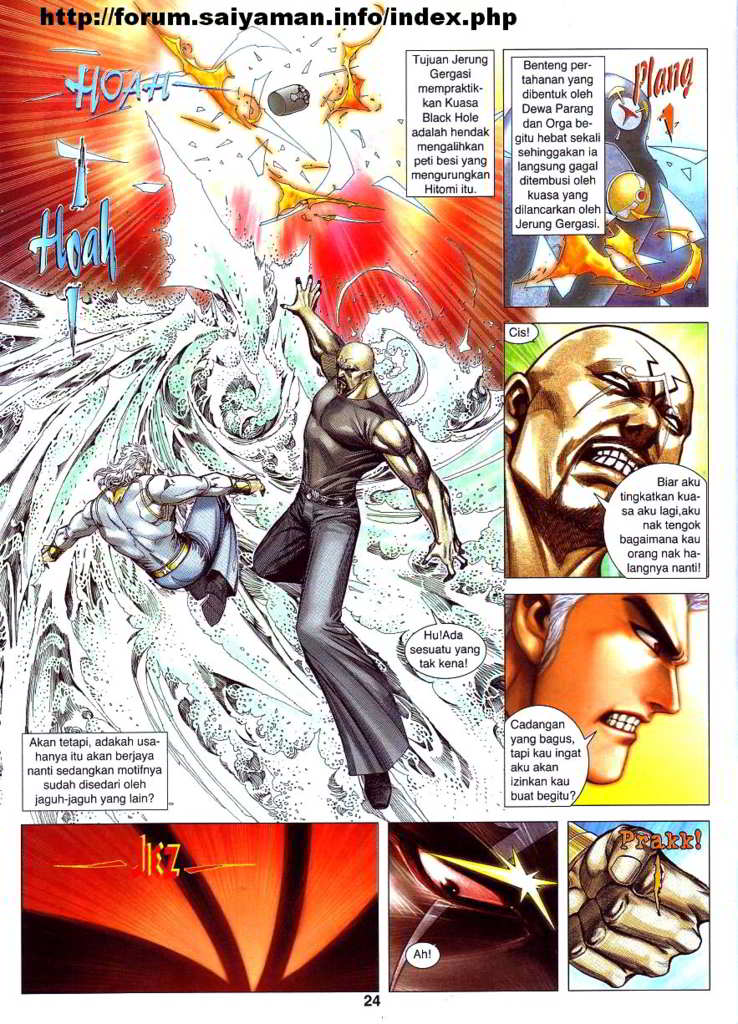 http://forum.saiyaman.info/index.php
HOAH
Hoah
Tujuan Jerung
Gergasi
mempraktik-
kan Kuasa
Black Hole
adalah hendak
mengalihkan
peti besi yang
mengurungkan
Hitomi itu.
Benteng per-
tahanan yang
dibentuk oleh
Dewa Parang
dan Orga be-
gitu hebat sekali
sehinggakan ia
langsung gagal
ditembusi oleh
kuasa yang
dilancarkan oleh
Jerung Gergasi.
Plang
!
Cis!
Biar aku
tingkatkan kua-
sa aku lagi,aku
nak tengok
bagaimana kau
orang nak ha-
langnya nanti!
Hu!Ada
sesuatu yang
tak kena!
Cadangan
yang bagus,
tapi kau ingat
aku akan
izinkan kau
buat begitu?
Akan tetapi, adakah usa-
hanya itu akan berjaya
nanti sedangkan motifnya
sudah disedari oleh
jaguh-jaguh yang lain?
Ah!
Prakk!
24